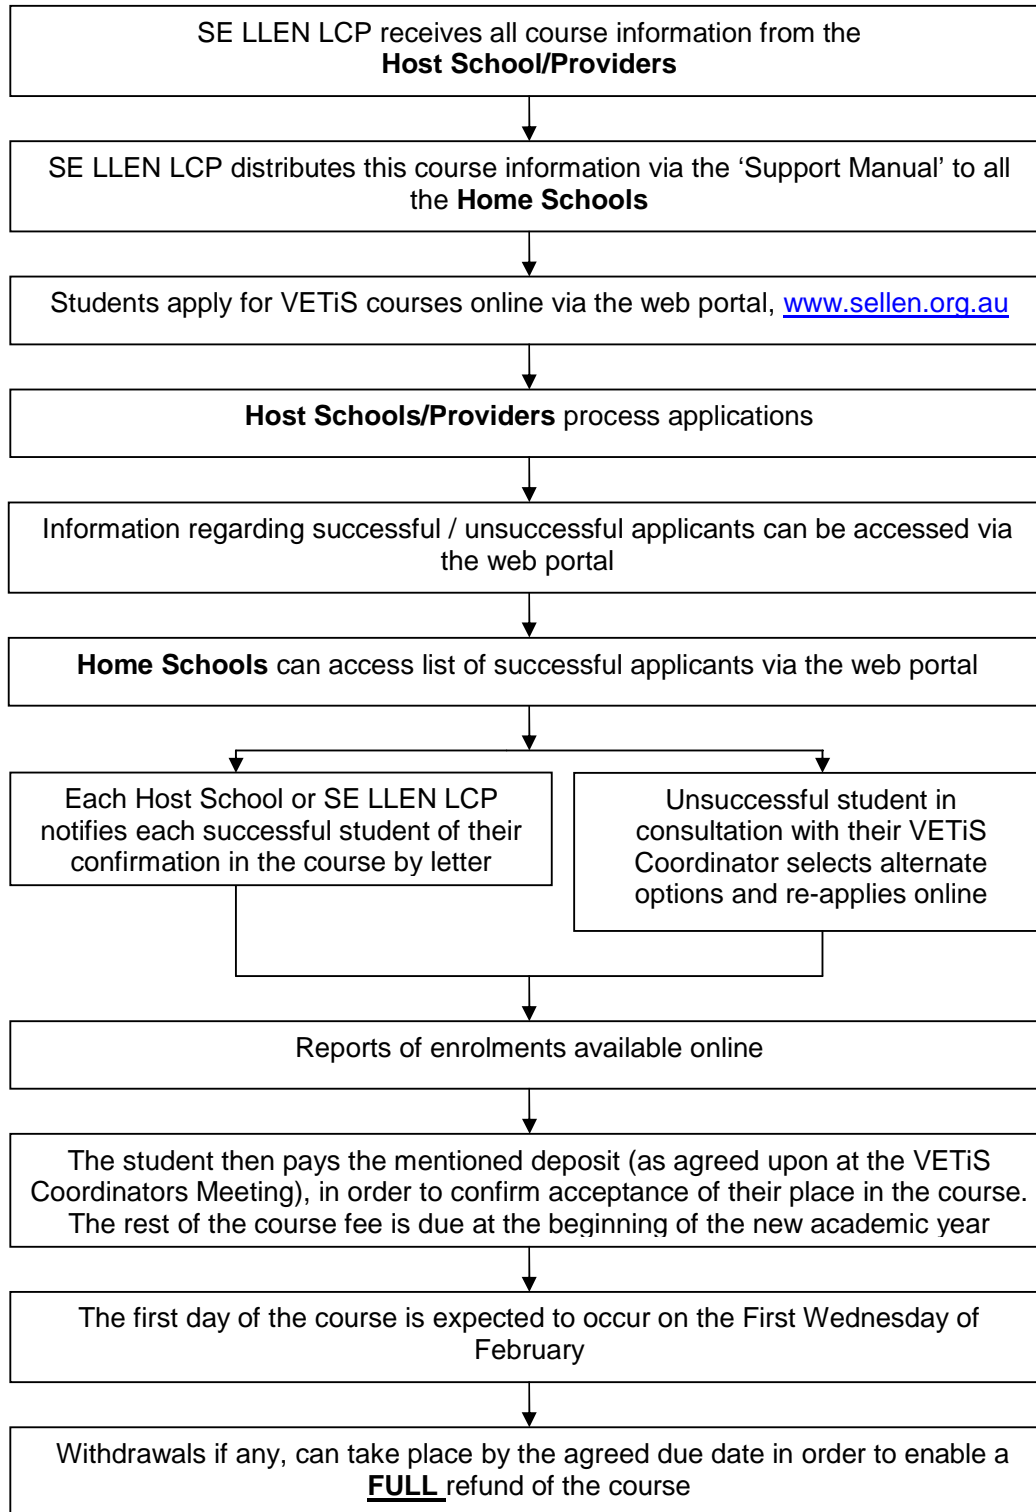 SE LLEN LCP receives all course information from the
Host School/Providers
SE LLEN LCP distributes this course information via the ‘Support Manual’ to all
the Home Schools
Students apply for VETiS courses online via the web portal, www.sellen.org.au
Host Schools/Providers process applications
Information regarding successful / unsuccessful applicants can be accessed via
the web portal
Home Schools can access list of successful applicants via the web portal
Each Host School or SE LLEN LCP
notifies each successful student of their
confirmation in the course by letter
Unsuccessful student in
consultation with their VETiS
Coordinator selects alternate
options and re-applies online
Reports of enrolments available online
The student then pays the mentioned deposit (as agreed upon at the VETiS
Coordinators Meeting), in order to confirm acceptance of their place in the course.
The rest of the course fee is due at the beginning of the new academic year
The first day of the course is expected to occur on the First Wednesday of
February
Withdrawals if any, can take place by the agreed due date in order to enable a
FULL refund of the course